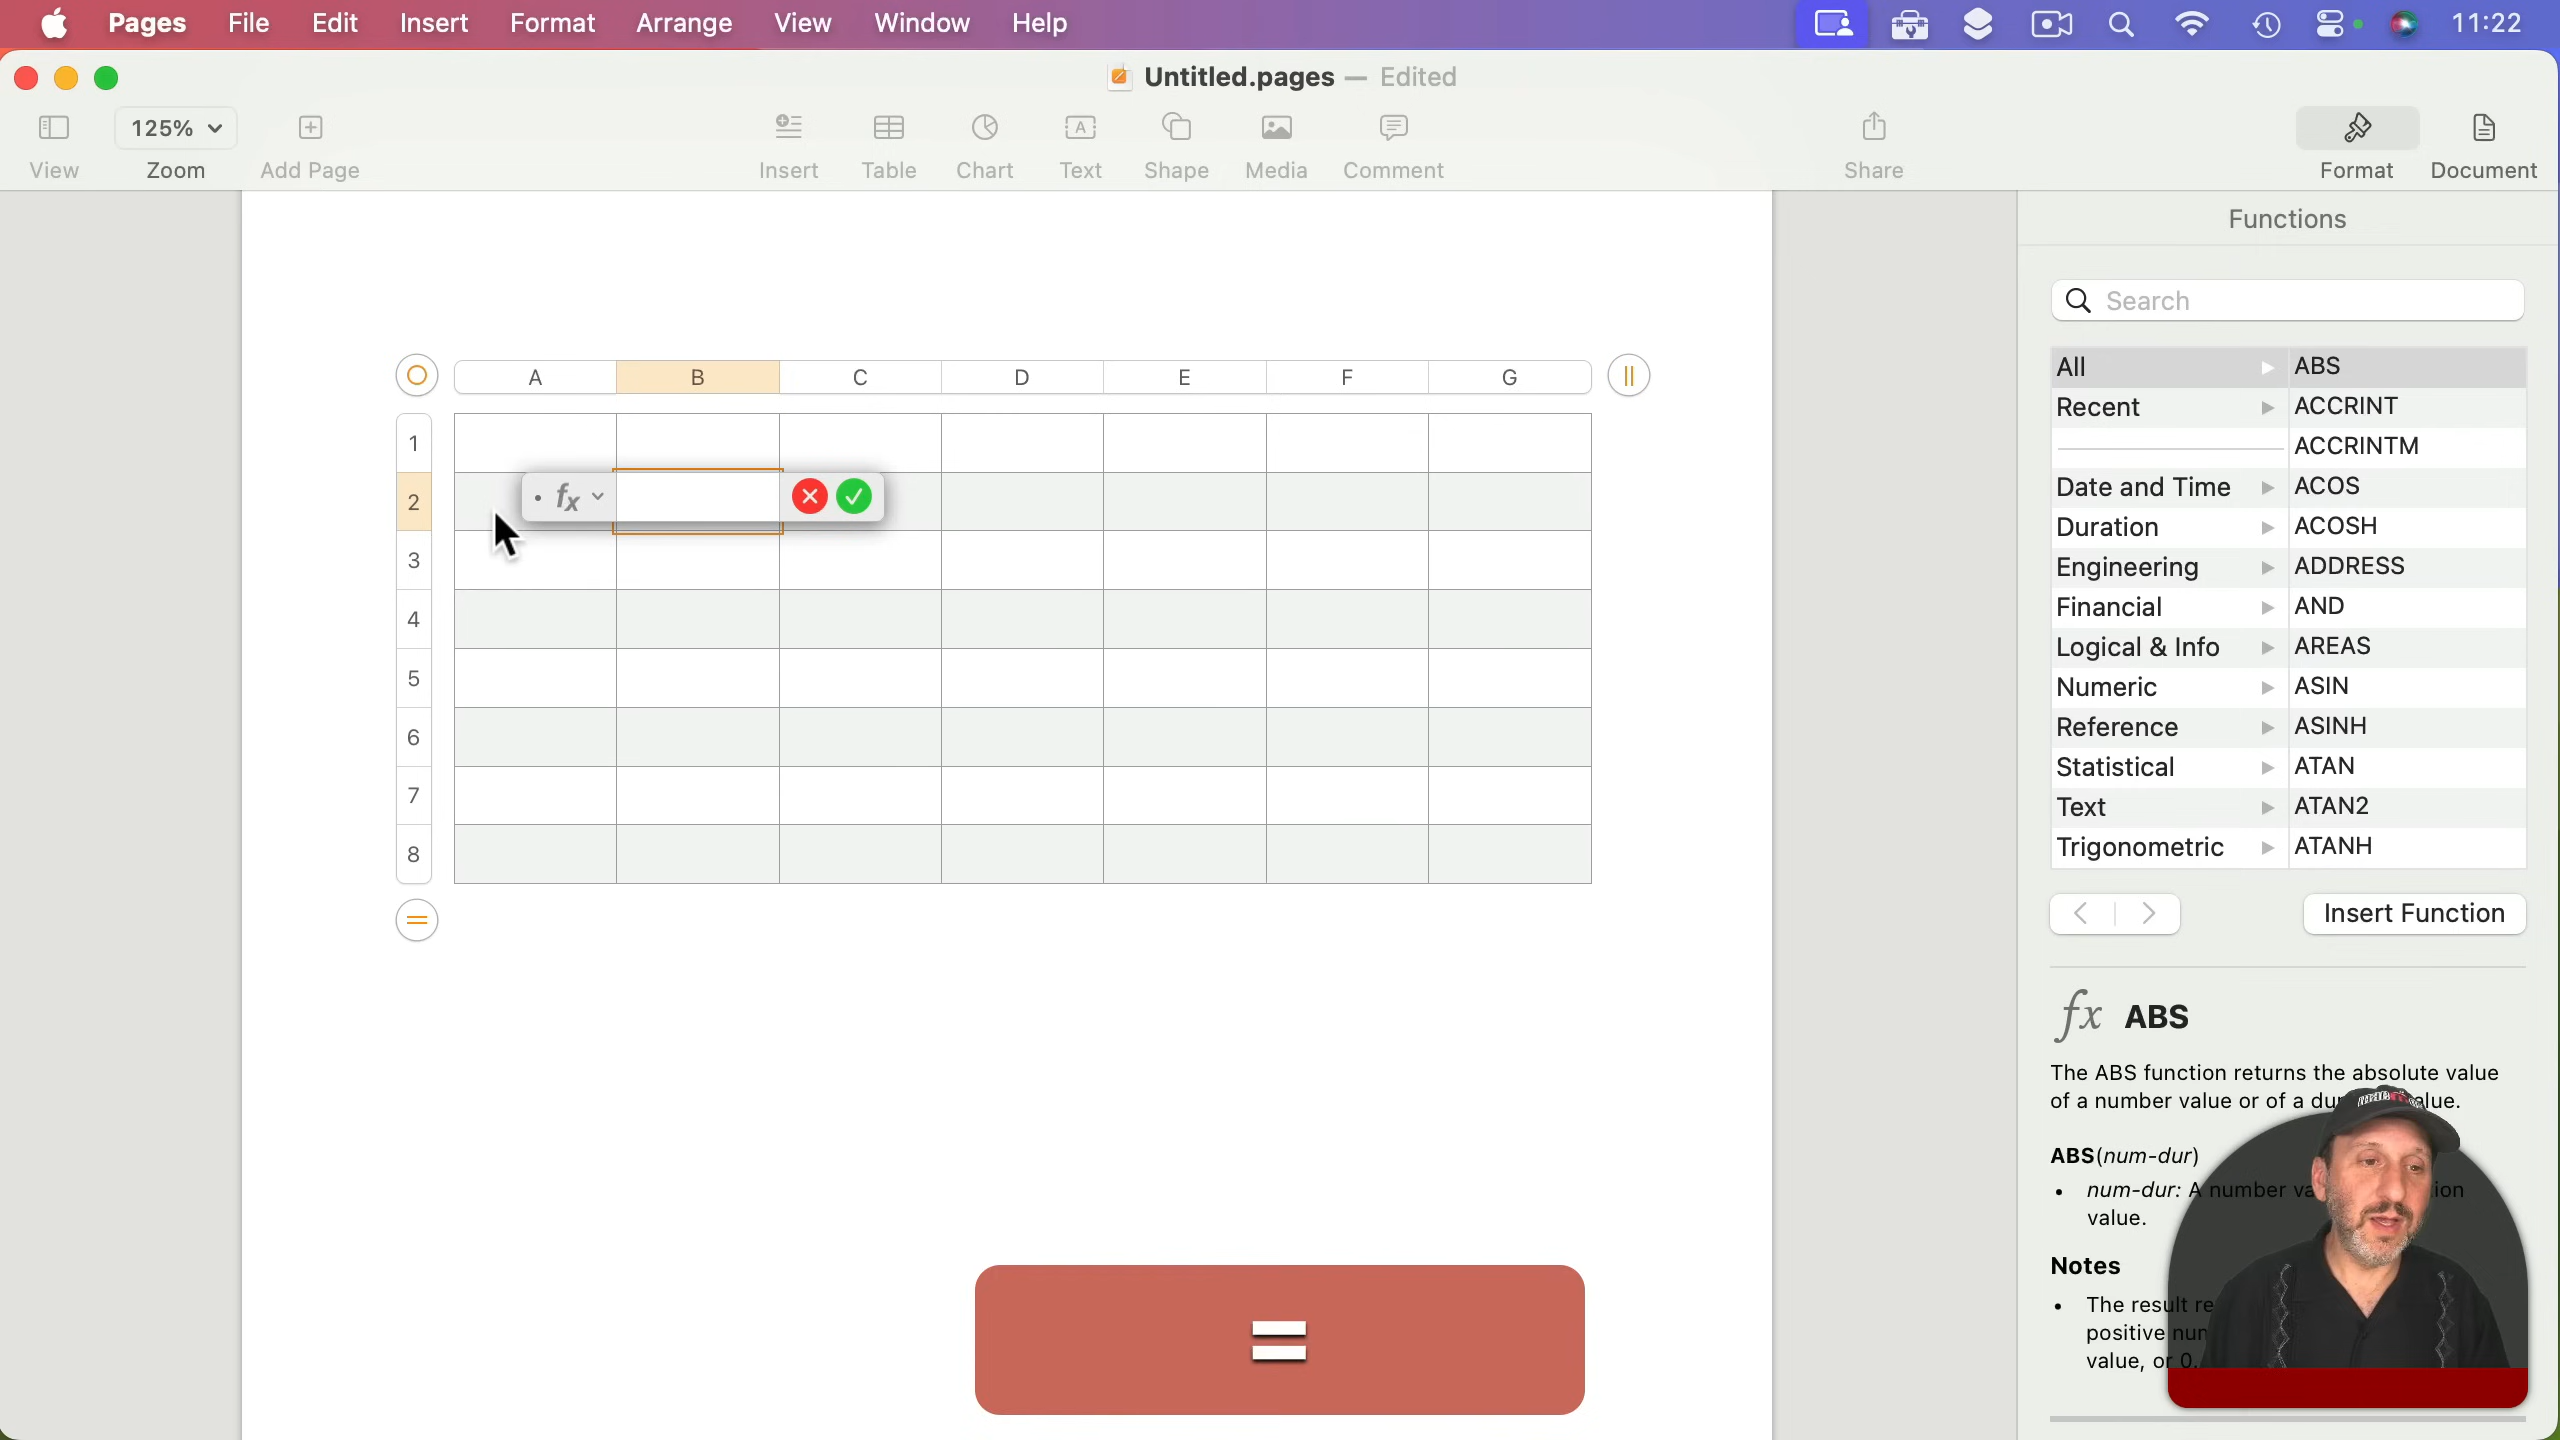 Pages File Edit Insert Format Arrange View Window Help 11:22
Untitled.pages — Edited
125%
View Zoom Add Page Insert Table Chart Text Shape Media Comment Share Format Document
Functions
Search
A B C D E F G
1
2
3
4
5
6
7
8
fx
All ABS
Recent ACCRINT
ACCRINTM
Date and Time ACOS
Duration ACOSH
Engineering ADDRESS
Financial AND
Logical & Info AREAS
Numeric ASIN
Reference ASINH
Statistical ATAN
Text ATAN2
Trigonometric ATANH
Insert Function
fx ABS
The ABS function returns the absolute value
of a number value or of a
ABS(num-dur)
• num-dur: A number
value.
Notes
• The result
positive
value, or 0.
=